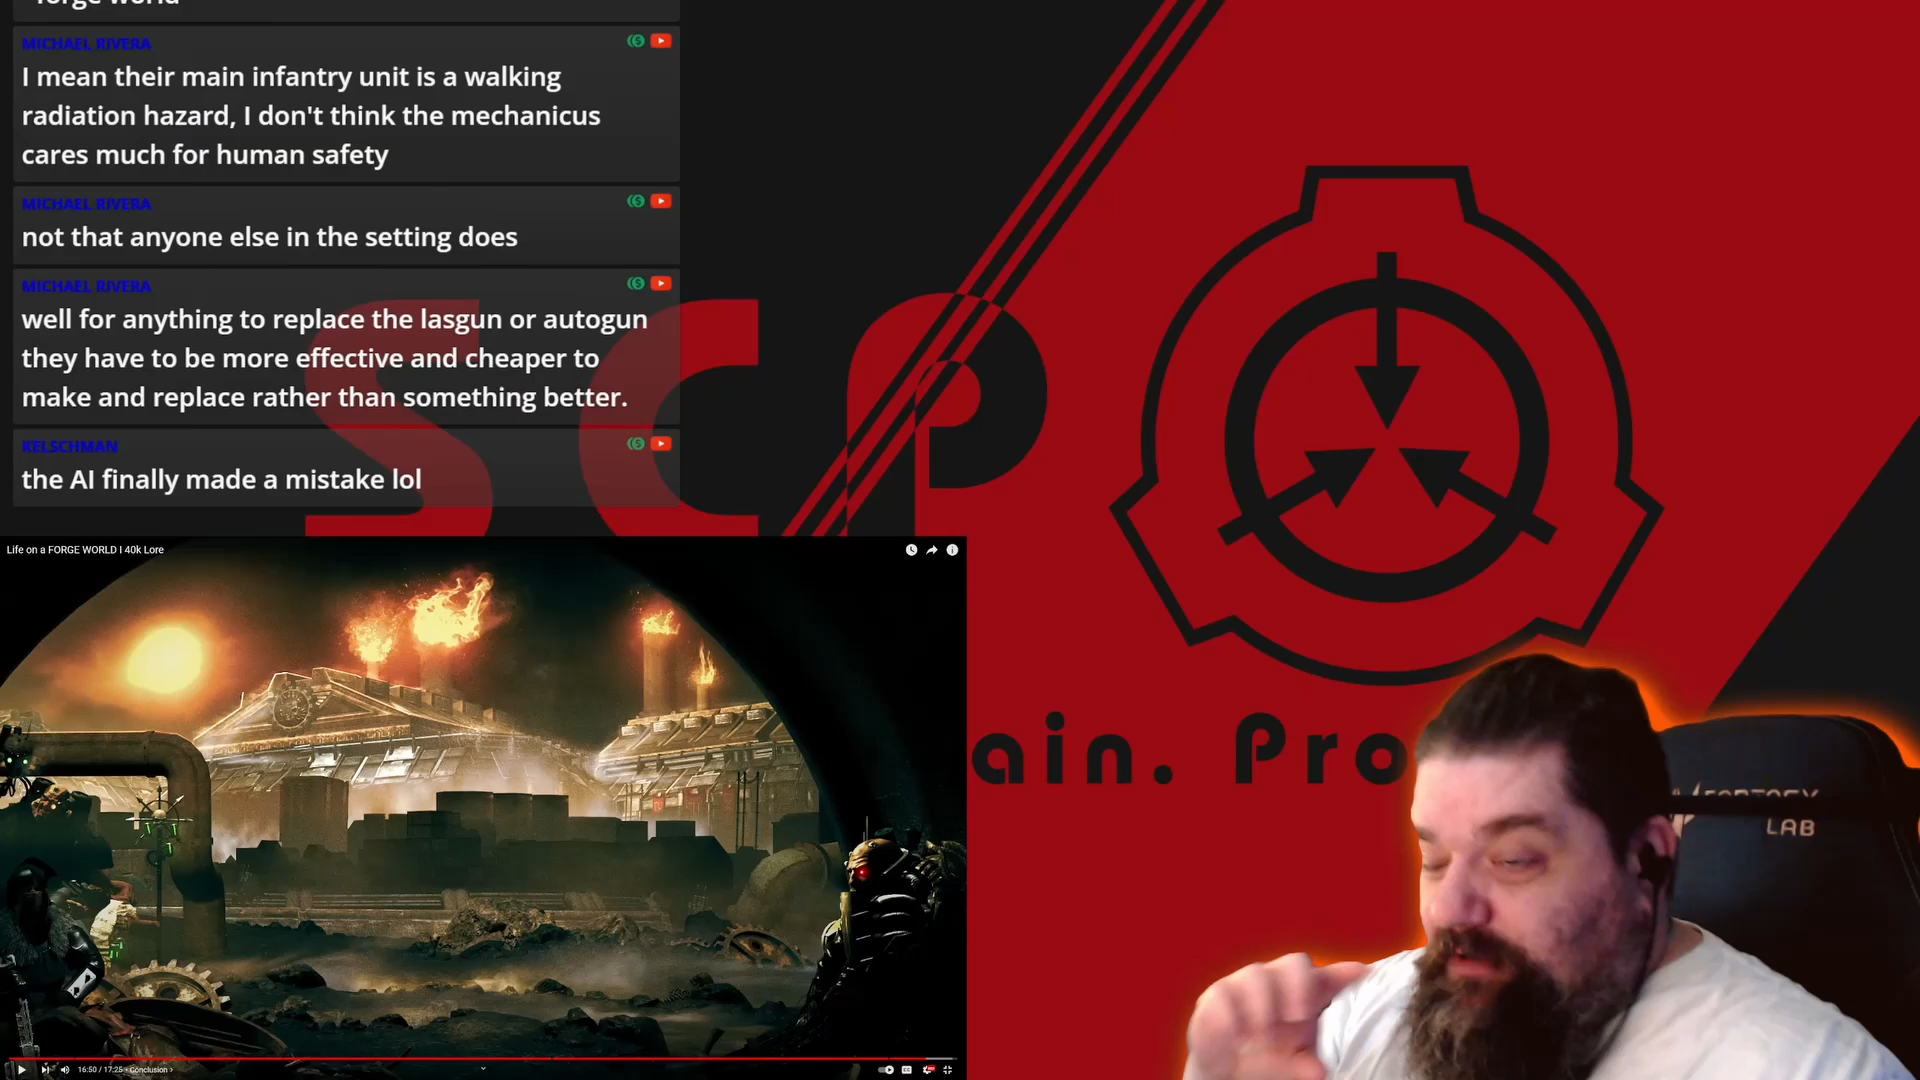 forge world
MICHAEL RIVERA
I mean their main infantry unit is a walking
radiation hazard, I don't think the mechanicus
cares much for human safety
MICHAEL RIVERA
not that anyone else in the setting does
MICHAEL RIVERA
well for anything to replace the lasgun or autogun
they have to be more effective and cheaper to
make and replace rather than something better.
KELSCHMAN
the AI finally made a mistake lol
SCP
Life on a FORGE WORLD I 40k Lore
ain. Pro
LAB
16:50 / 17:25 • Conclusion >